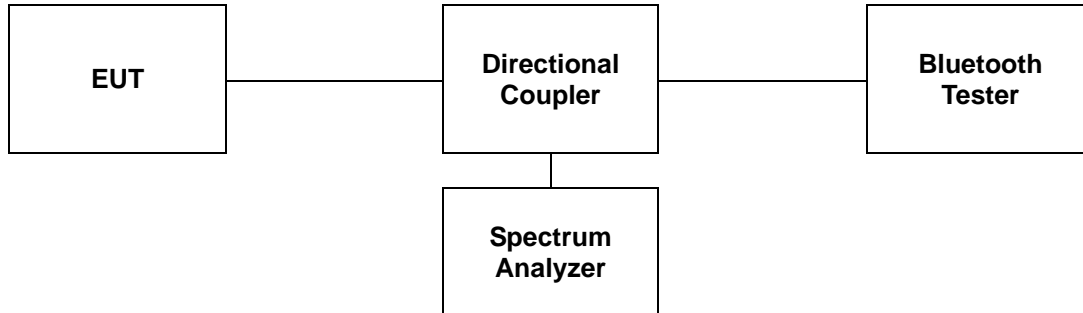 EUT
Directional
Coupler
Bluetooth
Tester
Spectrum
Analyzer